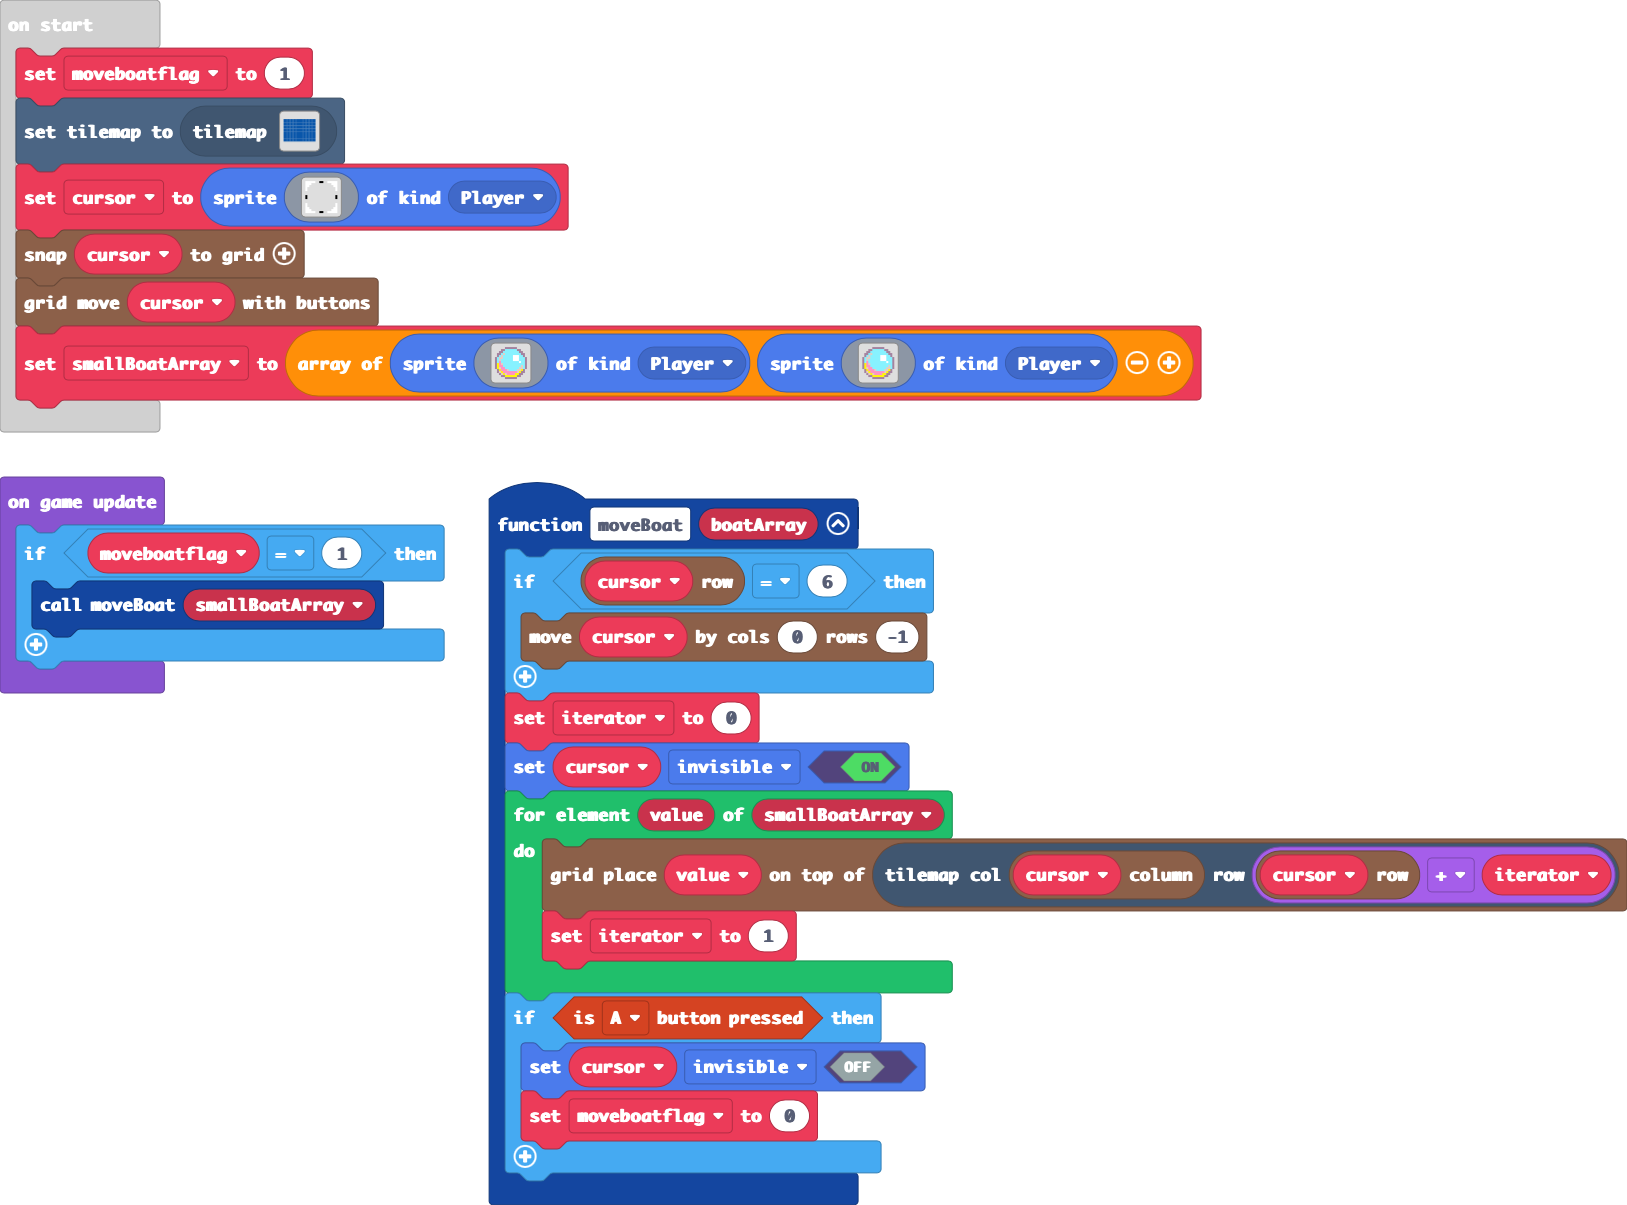 on start
set moveboatflag to 1
set tilemap to tilemap
set cursor to sprite of kind Player
snap cursor to grid
grid move cursor with buttons
set smallBoatArray to array of sprite of kind Player sprite of kind Player
on game update
if moveboatflag = 1 then
call moveBoat smallBoatArray
function moveBoat boatArray
if cursor row = 6 then
move cursor by cols 0 rows -1
set iterator to 0
set cursor invisible ON
for element value of smallBoatArray
do
grid place value on top of tilemap col cursor column row cursor row + iterator
set iterator to 1
if is A button pressed then
set cursor invisible OFF
set moveboatflag to 0